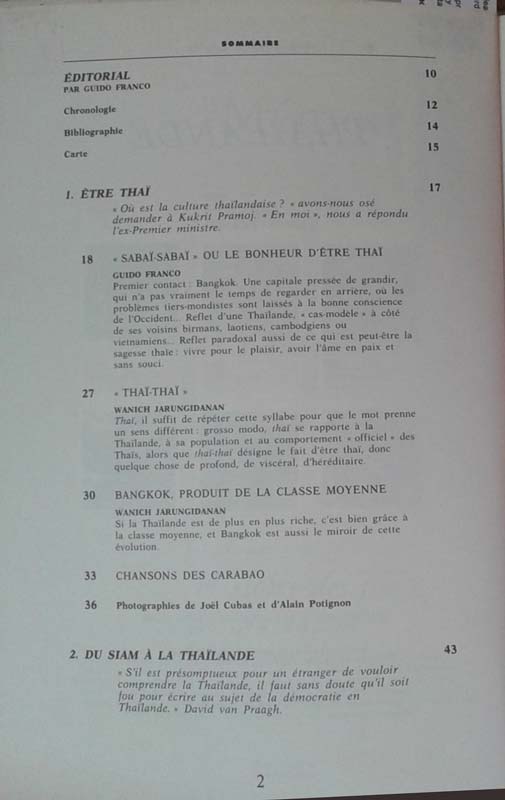 SOMMAIRE
ÉDITORIAL 10
PAR GUIDO FRANCO
Chronologie 12
Bibliographie 14
Carte 15
1. ÊTRE THAÏ 17
« Où est la culture thaïlandaise ? « avons-nous osé
demander à Kukrit Pramoj. « En moi », nous a répondu
l'ex-Premier ministre.
18 « SABAÏ-SABAÏ » OU LE BONHEUR D'ÊTRE THAÏ
GUIDO FRANCO
Premier contact : Bangkok. Une capitale pressée de grandir,
qui n'a pas vraiment le temps de regarder en arrière, où les
problèmes tiers-mondistes sont laissés à la bonne conscience
de l'Occident... Reflet d'une Thaïlande, « cas-modèle » à côté
de ses voisins birmans, laotiens, cambodgiens ou
vietnamiens... Reflet paradoxal aussi de ce qui est peut-être la
sagesse thaïe : vivre pour le plaisir, avoir l'âme en paix et
sans souci.
27 « THAÏ-THAÏ »
WANICH JARUNGIDANAN
Thaï, il suffit de répéter cette syllabe pour que le mot prenne
un sens différent : grosso modo, thaï se rapporte à la
Thaïlande, à sa population et au comportement « officiel » des
Thaïs, alors que thaï-thaï désigne le fait d'être thaï, donc
quelque chose de profond, de viscéral, d'héréditaire.
30 BANGKOK, PRODUIT DE LA CLASSE MOYENNE
WANICH JARUNGIDANAN
Si la Thaïlande est de plus en plus riche, c'est bien grâce à
la classe moyenne, et Bangkok est aussi le miroir de cette
évolution.
33 CHANSONS DES CARABAO
36 Photographies de Joël Cubas et d'Alain Potignon
2. DU SIAM À LA THAÏLANDE 43
« S'il est présomptueux pour un étranger de vouloir
comprendre la Thaïlande, il faut sans doute qu'il soit
fou pour écrire au sujet de la démocratie en
Thaïlande. » David van Praagh.
2